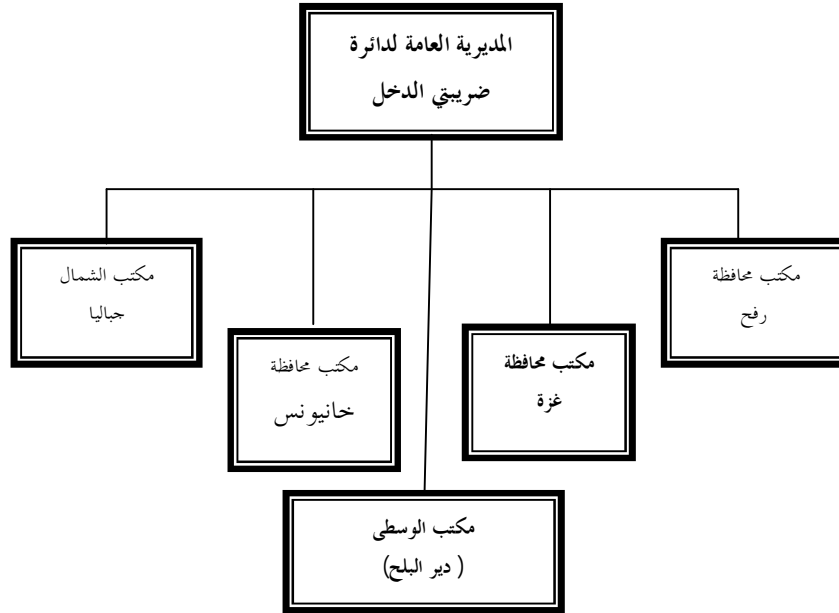 المديرية العامة لدائرة
ضريبتي الدخل
مكتب محافظة
رفح
مكتب الشمال
جباليا
مكتب محافظة
غزة
مكتب محافظة
خانيونس
مكتب الوسطى
( دير البلح)